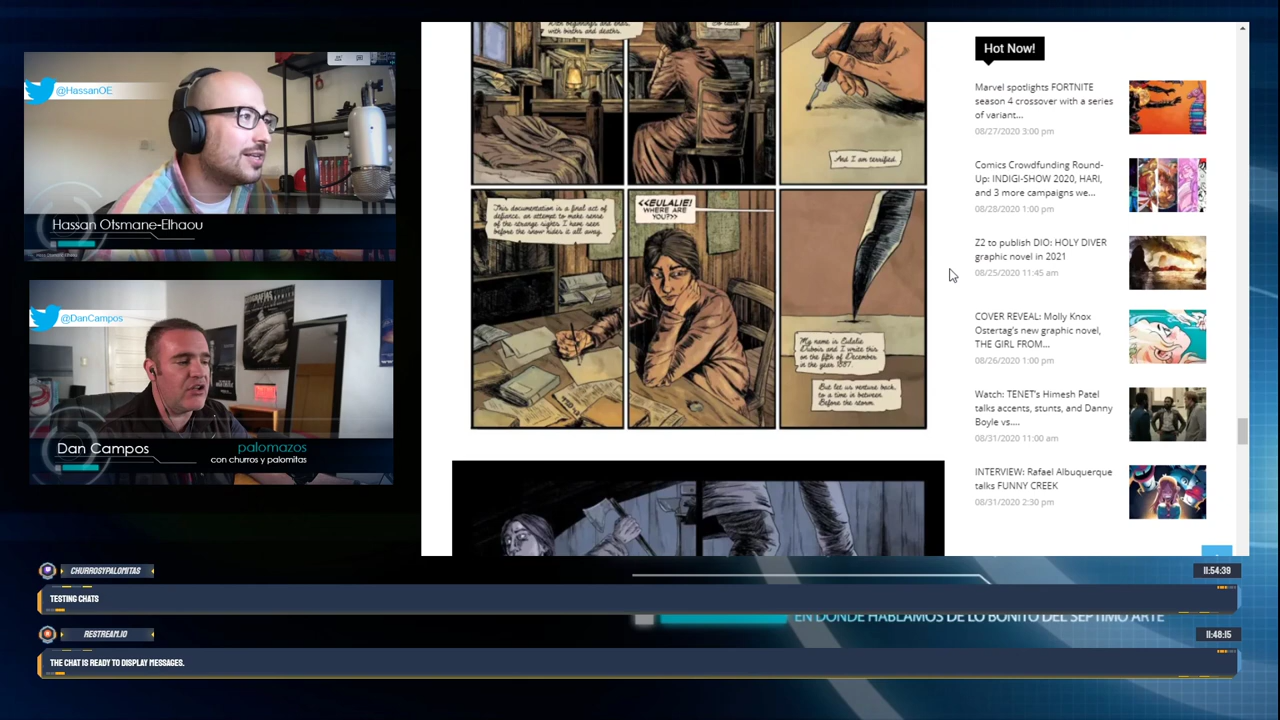 @HassanOE
Hassan Otsmane-Elhaou
@DanCampos
Dan Campos
palomazos
con churros y palomitas
with births and deaths.
And I am terrified.
This documentation is a final act of
defiance, an attempt to make sense
of the strange sights I have seen
before the snow hides it all away.
<<EULALIE!
WHERE ARE
YOU?>>
My name is Eulalie
Dubois and I write this
on the fifth of December
in the year 1887.
But let us venture back,
to a time in between.
Before the storm.
Hot Now!
Marvel spotlights FORTNITE
season 4 crossover with a series
of variant...
08/27/2020 3:00 pm
Comics Crowdfunding Round-
Up: INDIGI-SHOW 2020, HARI,
and 3 more campaigns we...
08/28/2020 1:00 pm
Z2 to publish DIO: HOLY DIVER
graphic novel in 2021
08/25/2020 11:45 am
COVER REVEAL: Molly Knox
Ostertag's new graphic novel,
THE GIRL FROM...
08/26/2020 1:00 pm
Watch: TENET's Himesh Patel
talks accents, stunts, and Danny
Boyle vs....
08/31/2020 11:00 am
INTERVIEW: Rafael Albuquerque
talks FUNNY CREEK
08/31/2020 2:30 pm
CHURROSYPALOMITAS
11:54:39
TESTING CHATS
EN DONDE HABLAMOS DE LO BONITO DEL SÉPTIMO ARTE
RESTREAM.IO
11:48:15
THE CHAT IS READY TO DISPLAY MESSAGES.